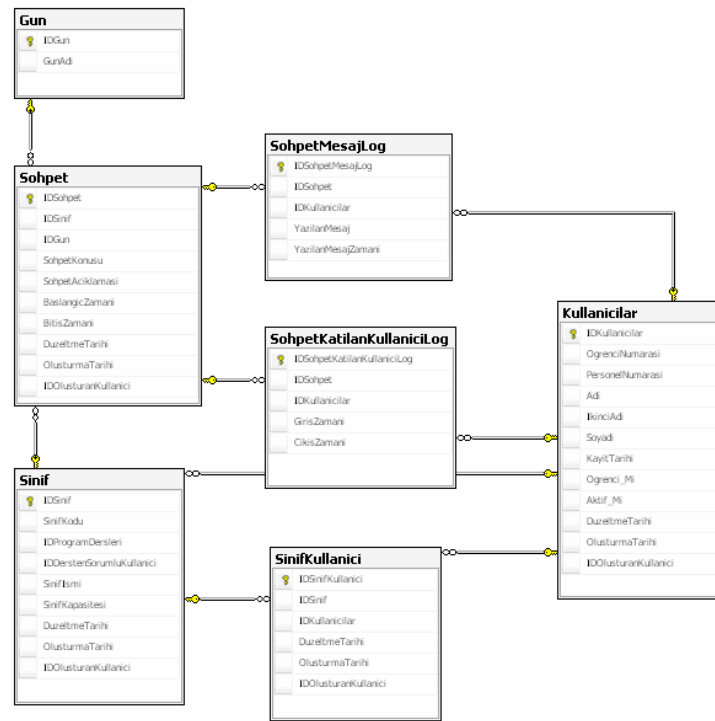 Gun
IDGun
GunAdi
Sohpet
IDSohpet
IDSinif
IDGun
SohpetKonusu
SohpetAciklamasi
BaslangicZamani
BitisZamani
DuzeltmeTarihi
OlusturmaTarihi
IDOlusturanKullanici
SohpetMesajLog
IDSohpetMesajLog
IDSohpet
IDKullanicilar
YazilanMesaj
YazilanMesajZamani
SohpetKatilanKullaniciLog
IDSohpetKatilanKullaniciLog
IDSohpet
IDKullanicilar
GirisZamani
CikisZamani
Kullanicilar
IDKullanicilar
OgrenciNumarasi
PersonelNumarasi
Adi
IkinciAdi
Soyadi
KayitTarihi
Ogrenci_Mi
Aktif_Mi
DuzeltmeTarihi
OlusturmaTarihi
IDOlusturanKullanici
Sinif
IDSinif
SinifKodu
IDProgramDersleri
IDDerstenSorumluKullanici
SinifIsmi
SinifKapasitesi
DuzeltmeTarihi
OlusturmaTarihi
IDOlusturanKullanici
SinifKullanici
IDSinifKullanici
IDSinif
IDKullanicilar
DuzeltmeTarihi
OlusturmaTarihi
IDOlusturanKullanici